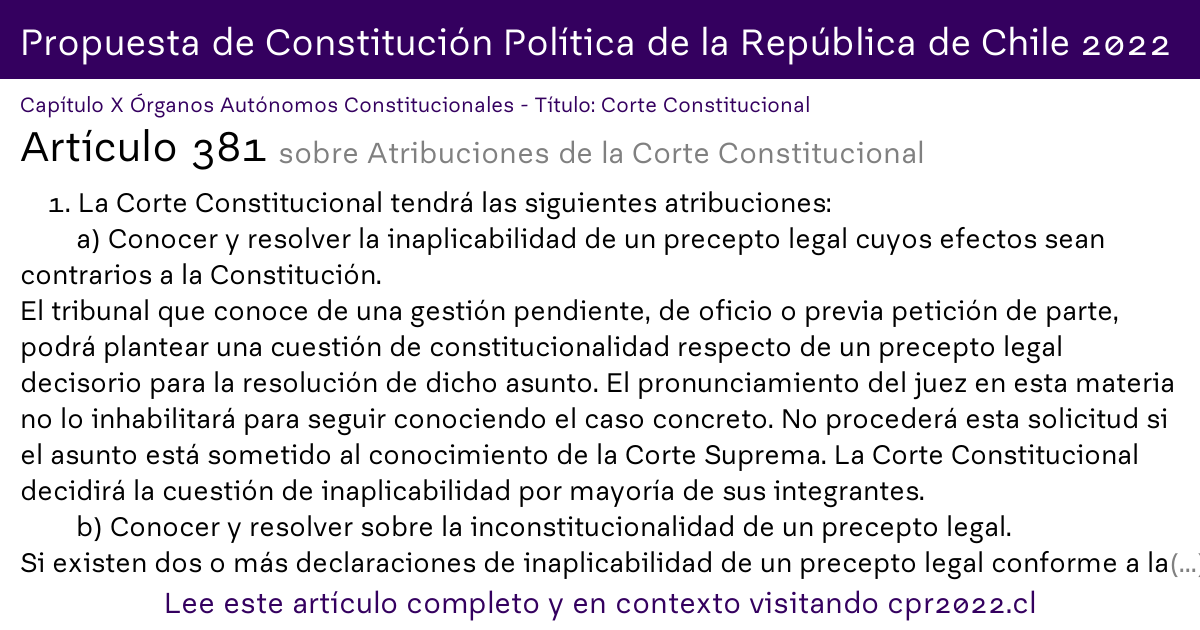 Propuesta de Constitución Política de la República de Chile 2022
Capítulo X Órganos Autónomos Constitucionales - Título: Corte Constitucional
Artículo 381 sobre Atribuciones de la Corte Constitucional
1. La Corte Constitucional tendrá las siguientes atribuciones:
a) Conocer y resolver la inaplicabilidad de un precepto legal cuyos efectos sean
contrarios a la Constitución.
El tribunal que conoce de una gestión pendiente, de oficio o previa petición de parte,
podrá plantear una cuestión de constitucionalidad respecto de un precepto legal
decisorio para la resolución de dicho asunto. El pronunciamiento del juez en esta materia
no lo inhabilitará para seguir conociendo el caso concreto. No procederá esta solicitud si
el asunto está sometido al conocimiento de la Corte Suprema. La Corte Constitucional
decidirá la cuestión de inaplicabilidad por mayoría de sus integrantes.
b) Conocer y resolver sobre la inconstitucionalidad de un precepto legal.
Si existen dos o más declaraciones de inaplicabilidad de un precepto legal conforme a la(...)
Lee este artículo completo y en contexto visitando cpr2022.cl